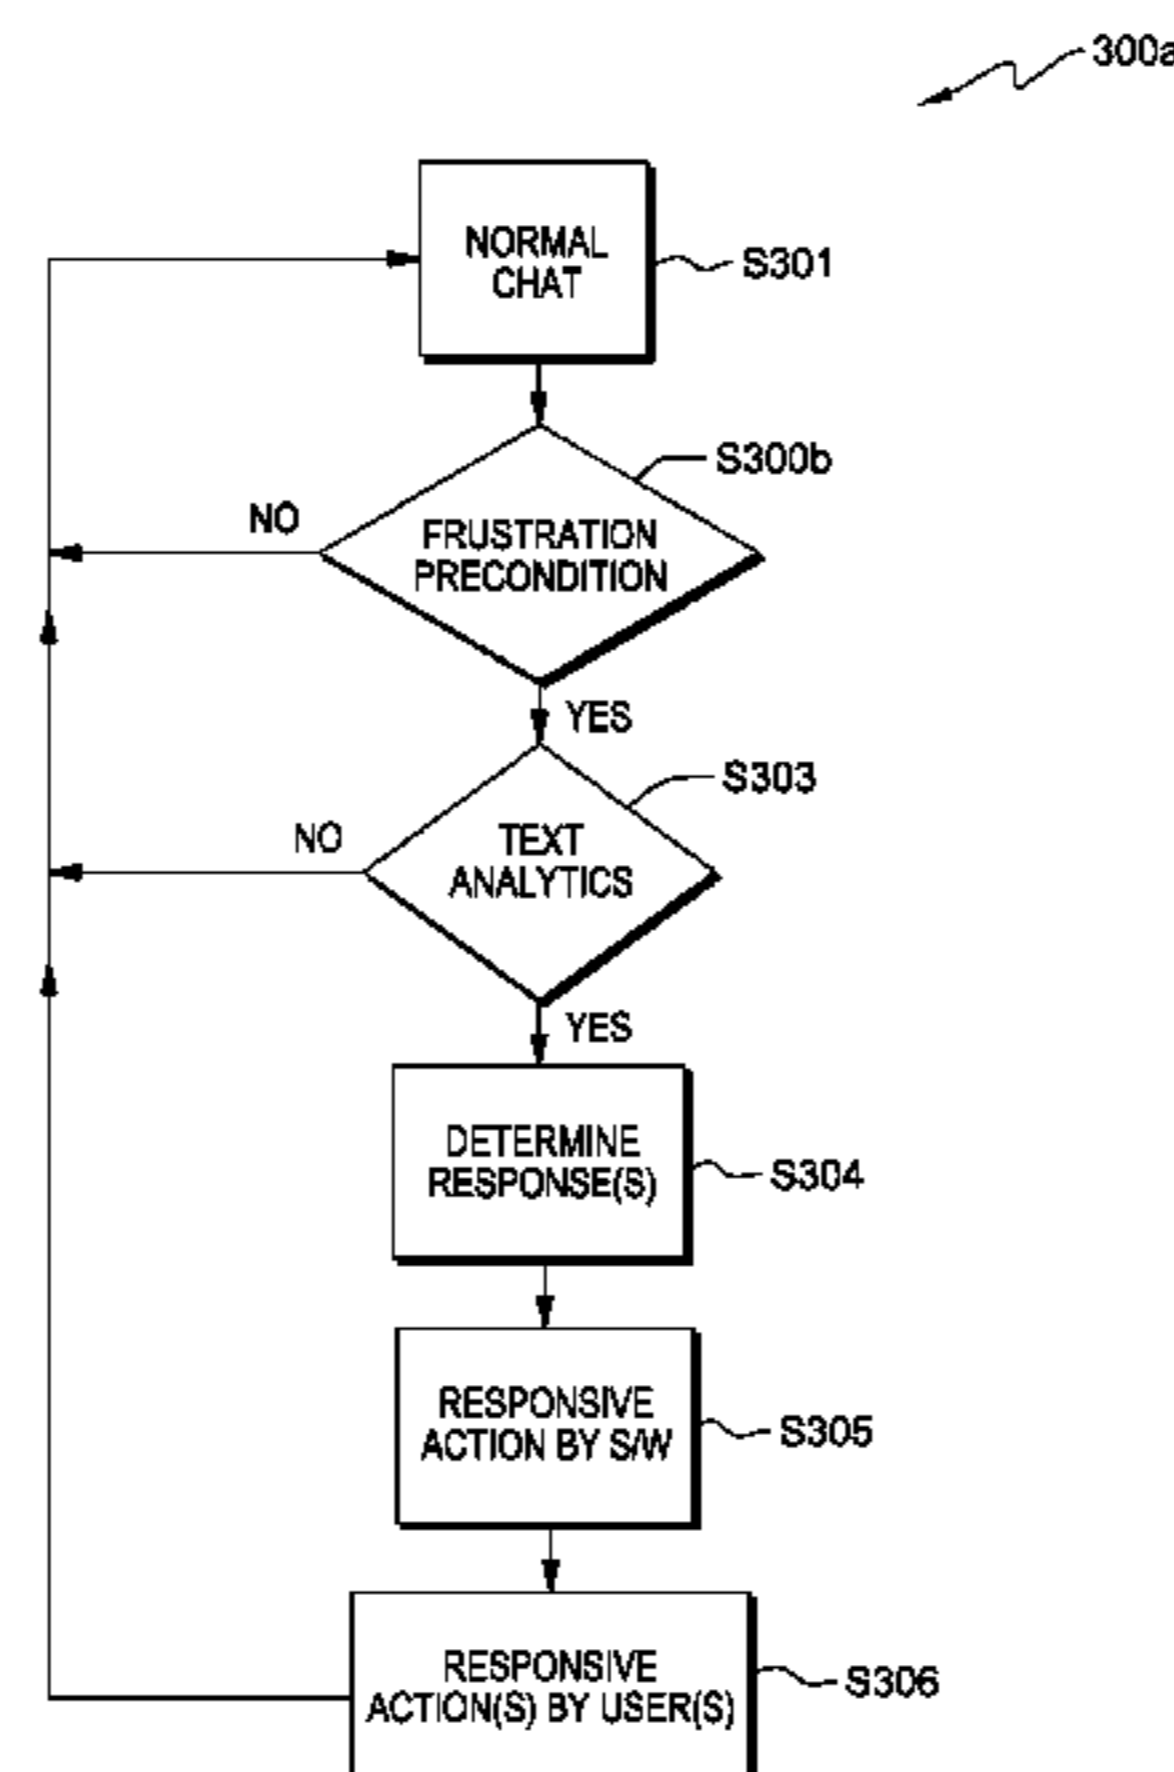 300a
NORMAL
CHAT
S301
S300b
FRUSTRATION
PRECONDITION
NO
YES
S303
TEXT
ANALYTICS
NO
YES
DETERMINE
RESPONSE(S)
S304
RESPONSIVE
ACTION BY S/W
S305
RESPONSIVE
ACTION(S) BY USER(S)
S306